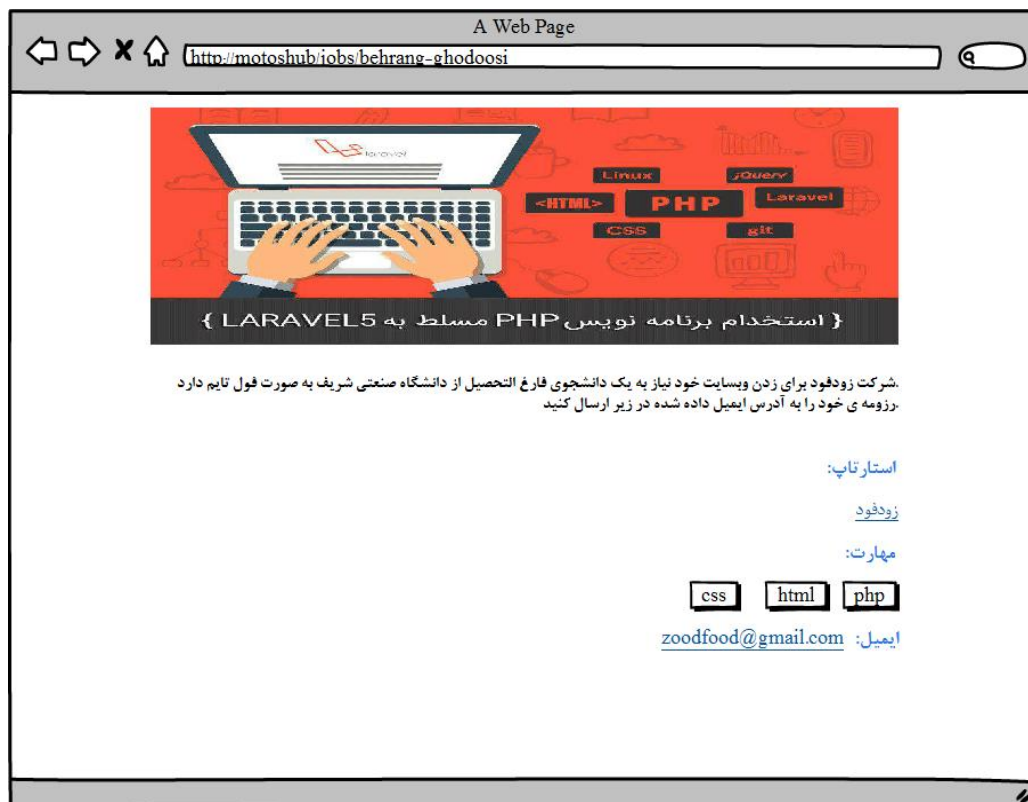 A Web Page
http://motoshub/jobs/behrang-ghodoosi
laravel
Linux
jQuery
<HTML>
PHP
Laravel
CSS
git
{ استخدام برنامه نویس PHP مسلط به LARAVEL5 }
شرکت زودفود برای زدن وبسایت خود نیاز به یک دانشجوی فارغ التحصیل از دانشگاه صنعتی شریف به صورت فول تایم دارد.
رزومه ی خود را به آدرس ایمیل داده شده در زیر ارسال کنید.
استارتاپ:
زودفود
مهارت:
php html css
ایمیل: zoodfood@gmail.com